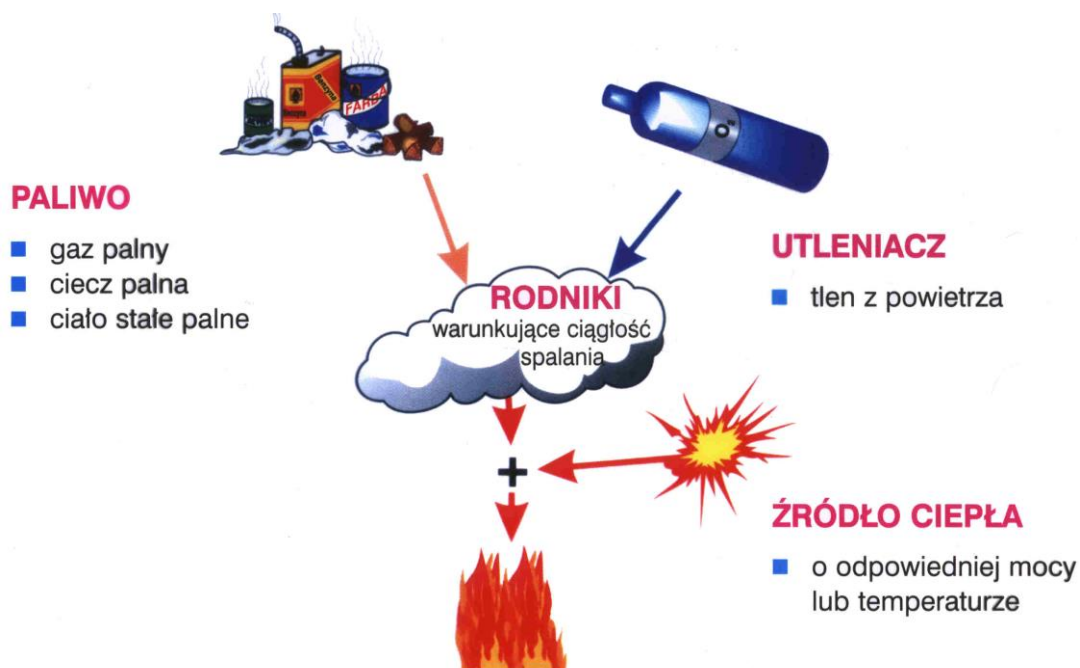 Benzyna
FARBA
O₂
PALIWO
gaz palny
ciecz palna
ciało stałe palne
UTLENIACZ
tlen z powietrza
RODNIKI
warunkujące ciągłość
spalania
+
ŹRÓDŁO CIEPŁA
o odpowiedniej mocy
lub temperaturze